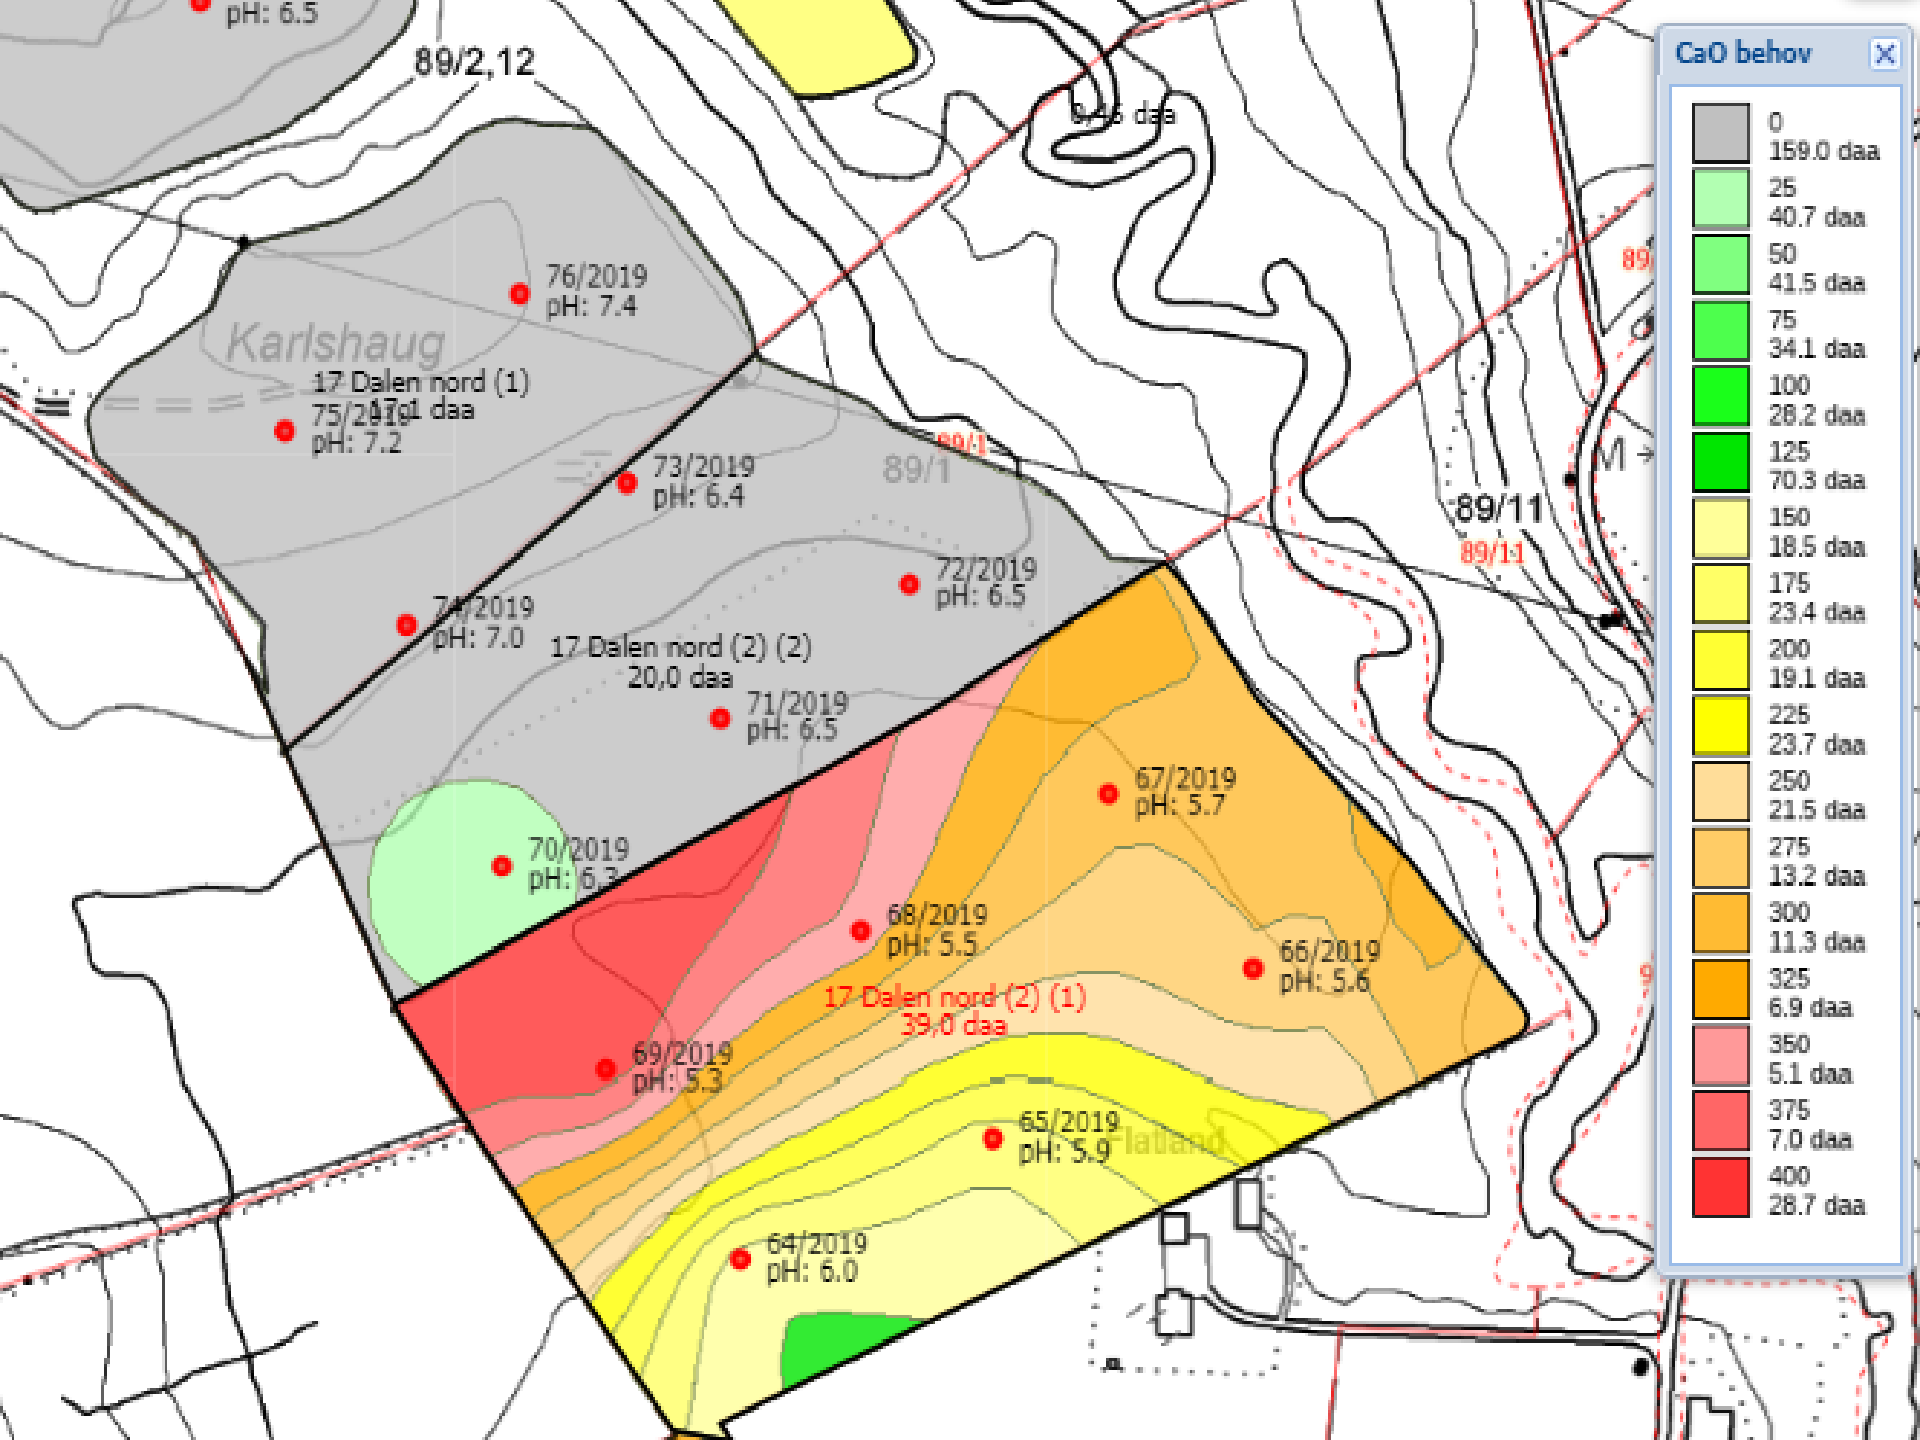 pH: 6.5
89/2,12
0,45 daa
76/2019
pH: 7.4
Karlshaug
17 Dalen nord (1)
17,1 daa
75/2019
pH: 7.2
89/1
89/1
73/2019
pH: 6.4
72/2019
pH: 6.5
74/2019
pH: 7.0
17 Dalen nord (2) (2)
20,0 daa
71/2019
pH: 6.5
70/2019
pH: 6.3
67/2019
pH: 5.7
68/2019
pH: 5.5
66/2019
pH: 5.6
17 Dalen nord (2) (1)
39,0 daa
69/2019
pH: 5.3
65/2019
pH: 5.9
Flatland
64/2019
pH: 6.0
89/11
89/11
89/
M
CaO behov
0
159.0 daa
25
40.7 daa
50
41.5 daa
75
34.1 daa
100
28.2 daa
125
70.3 daa
150
18.5 daa
175
23.4 daa
200
19.1 daa
225
23.7 daa
250
21.5 daa
275
13.2 daa
300
11.3 daa
325
6.9 daa
350
5.1 daa
375
7.0 daa
400
28.7 daa